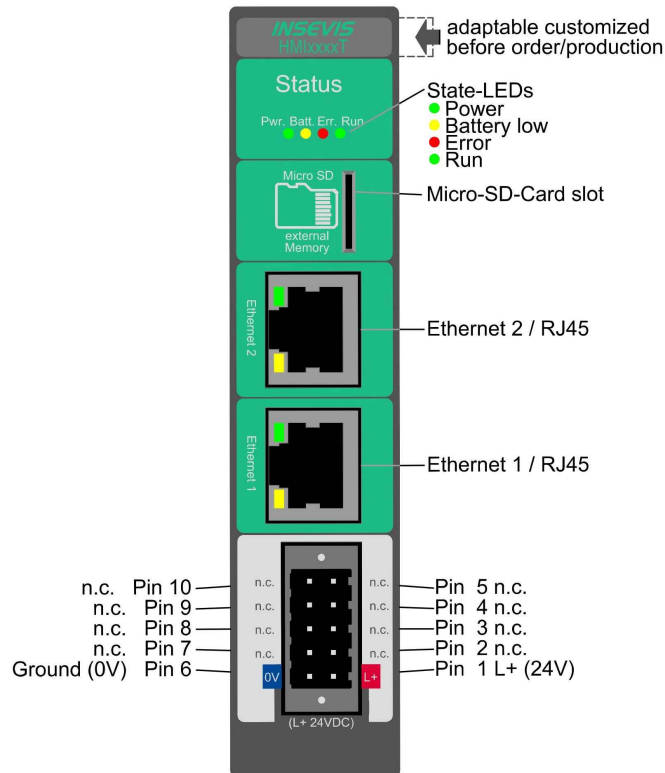 INSEVIS
HMIxxxxT
adaptable customized
before order/production
Status
Pwr. Batt. Err. Run
State-LEDs
Power
Battery low
Error
Run
Micro SD
external
Memory
Micro-SD-Card slot
Ethernet 2
Ethernet 2 / RJ45
Ethernet 1
Ethernet 1 / RJ45
n.c. Pin 10 n.c. n.c. Pin 5 n.c.
n.c. Pin 9 n.c. n.c. Pin 4 n.c.
n.c. Pin 8 n.c. n.c. Pin 3 n.c.
n.c. Pin 7 n.c. n.c. Pin 2 n.c.
Ground (0V) Pin 6 0V L+ Pin 1 L+ (24V)
(L+ 24VDC)